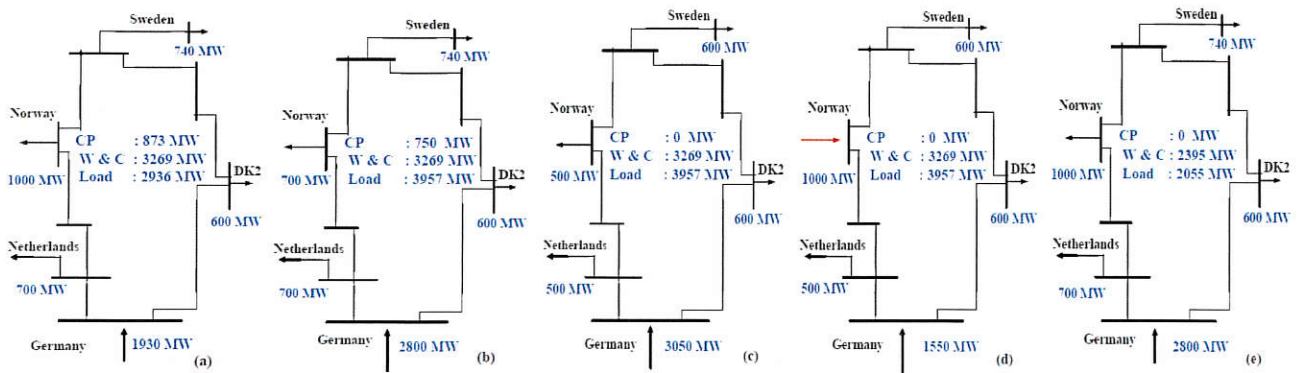 Sweden
740 MW
Norway
CP : 873 MW
W & C : 3269 MW
Load : 2936 MW
DK2
1000 MW
600 MW
Netherlands
700 MW
Germany
1930 MW
(a)
Sweden
740 MW
Norway
CP : 750 MW
W & C : 3269 MW
Load : 3957 MW
DK2
700 MW
600 MW
Netherlands
700 MW
Germany
2800 MW
(b)
Sweden
600 MW
Norway
CP : 0 MW
W & C : 3269 MW
Load : 3957 MW
DK2
500 MW
600 MW
Netherlands
500 MW
Germany
3050 MW
(c)
Sweden
600 MW
Norway
CP : 0 MW
W & C : 3269 MW
Load : 3957 MW
DK2
1000 MW
600 MW
Netherlands
500 MW
Germany
1550 MW
(d)
Sweden
740 MW
Norway
CP : 0 MW
W & C : 2395 MW
Load : 2055 MW
DK2
1000 MW
600 MW
Netherlands
700 MW
Germany
2800 MW
(e)